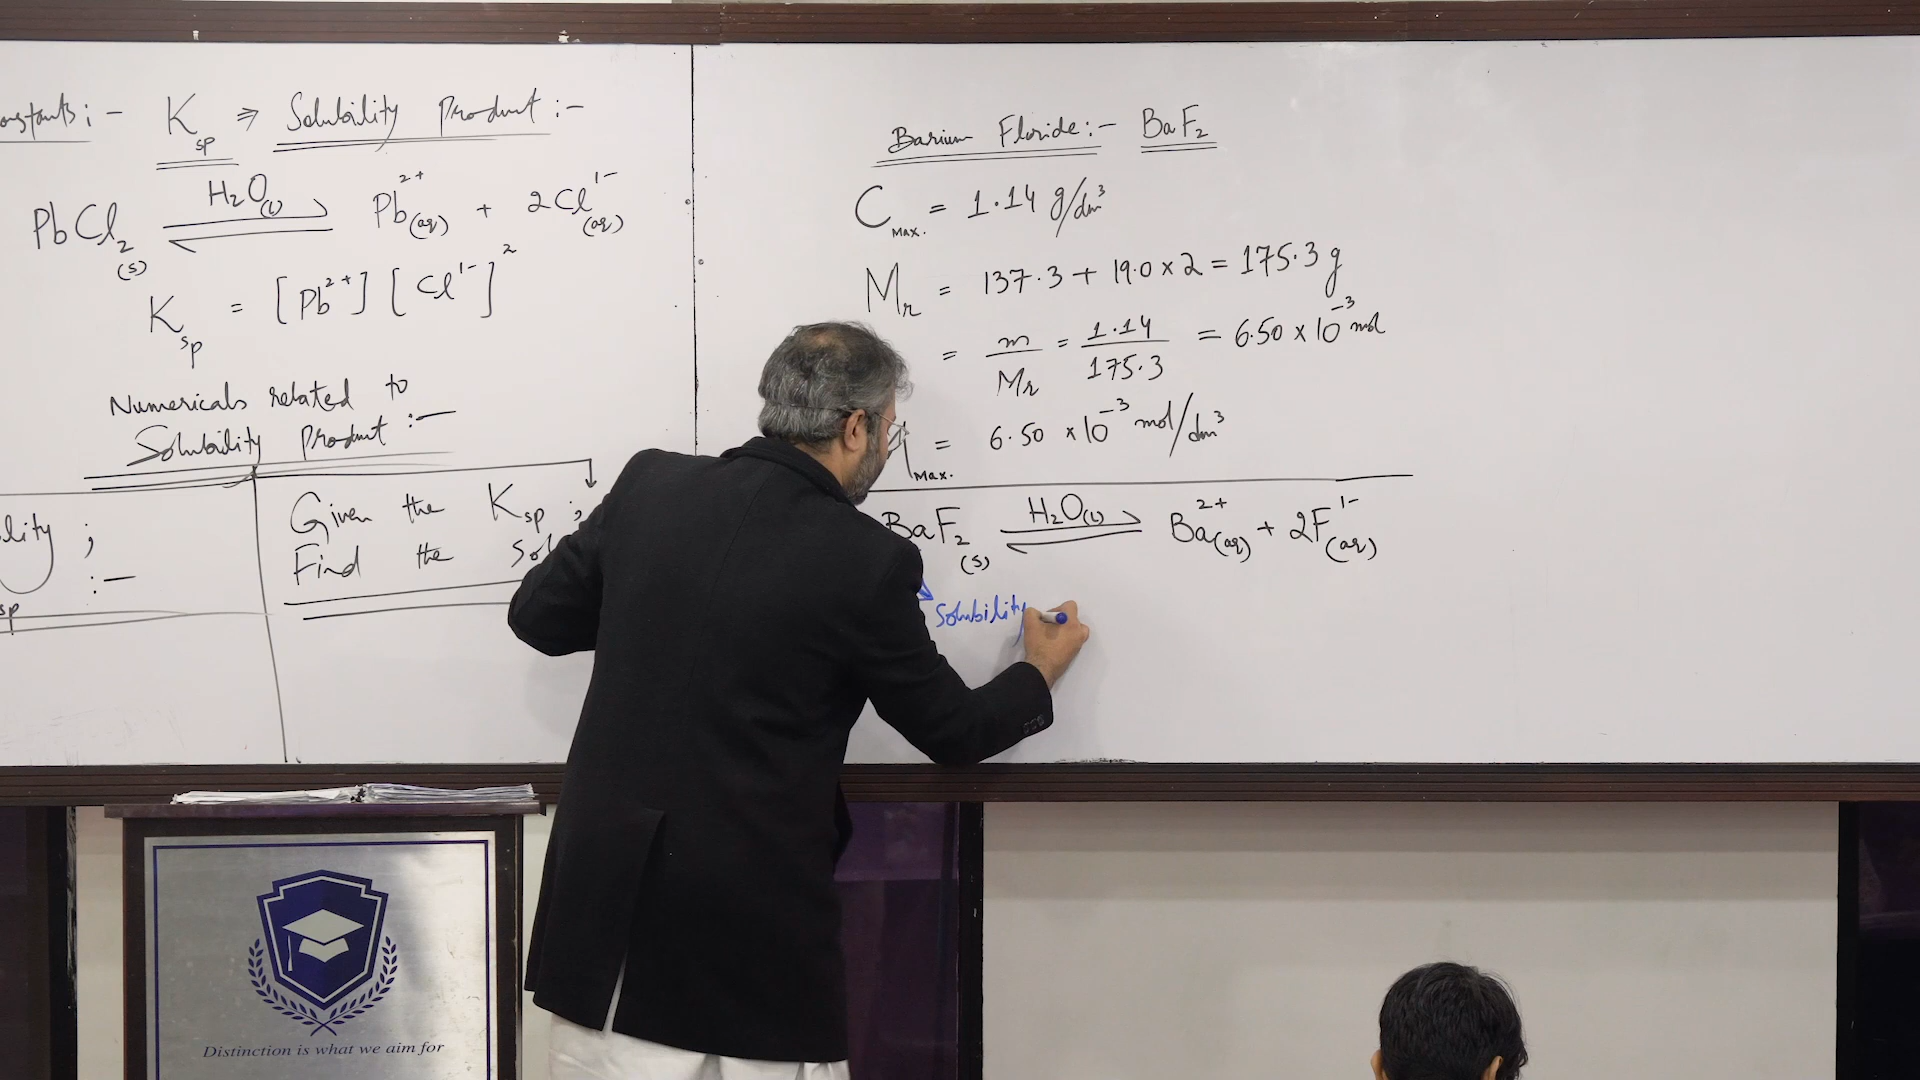 : - Ksp ⇒ Solubility Product :-
PbCl2(s) ⇌ H2O(l) Pb2+(aq) + 2Cl1-(aq)
Ksp = [Pb2+] [Cl1-]2
Numericals related to
Solubility Product :-
;
:-
sp
Given the Ksp ;
Find the
Barium Floride :- BaF2
Cmax. = 1.14 g/dm3
Mr = 137.3 + 19.0 × 2 = 175.3 g
= m/Mr = 1.14/175.3 = 6.50 × 10-3 mol
max. = 6.50 × 10-3 mol/dm3
BaF2(s) ⇌ H2O(l) Ba2+(aq) + 2F1-(aq)
Solubility
Distinction is what we aim for